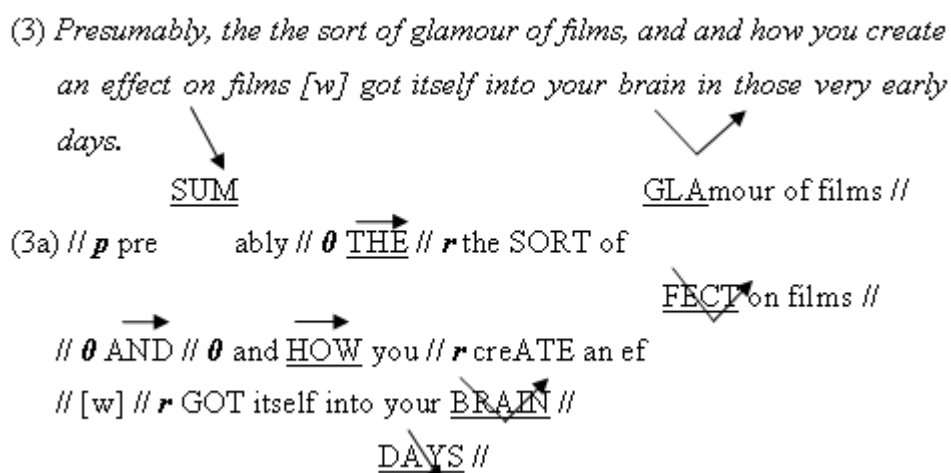 (3) Presumably, the the sort of glamour of films, and and how you create
an effect on films [w] got itself into your brain in those very early
days.
SUM GLAmour of films //
(3a) // p pre ably // 0 THE // r the SORT of
FECT on films //
// 0 AND // 0 and HOW you // r creATE an ef
// [w] // r GOT itself into your BRAIN //
DAYS //